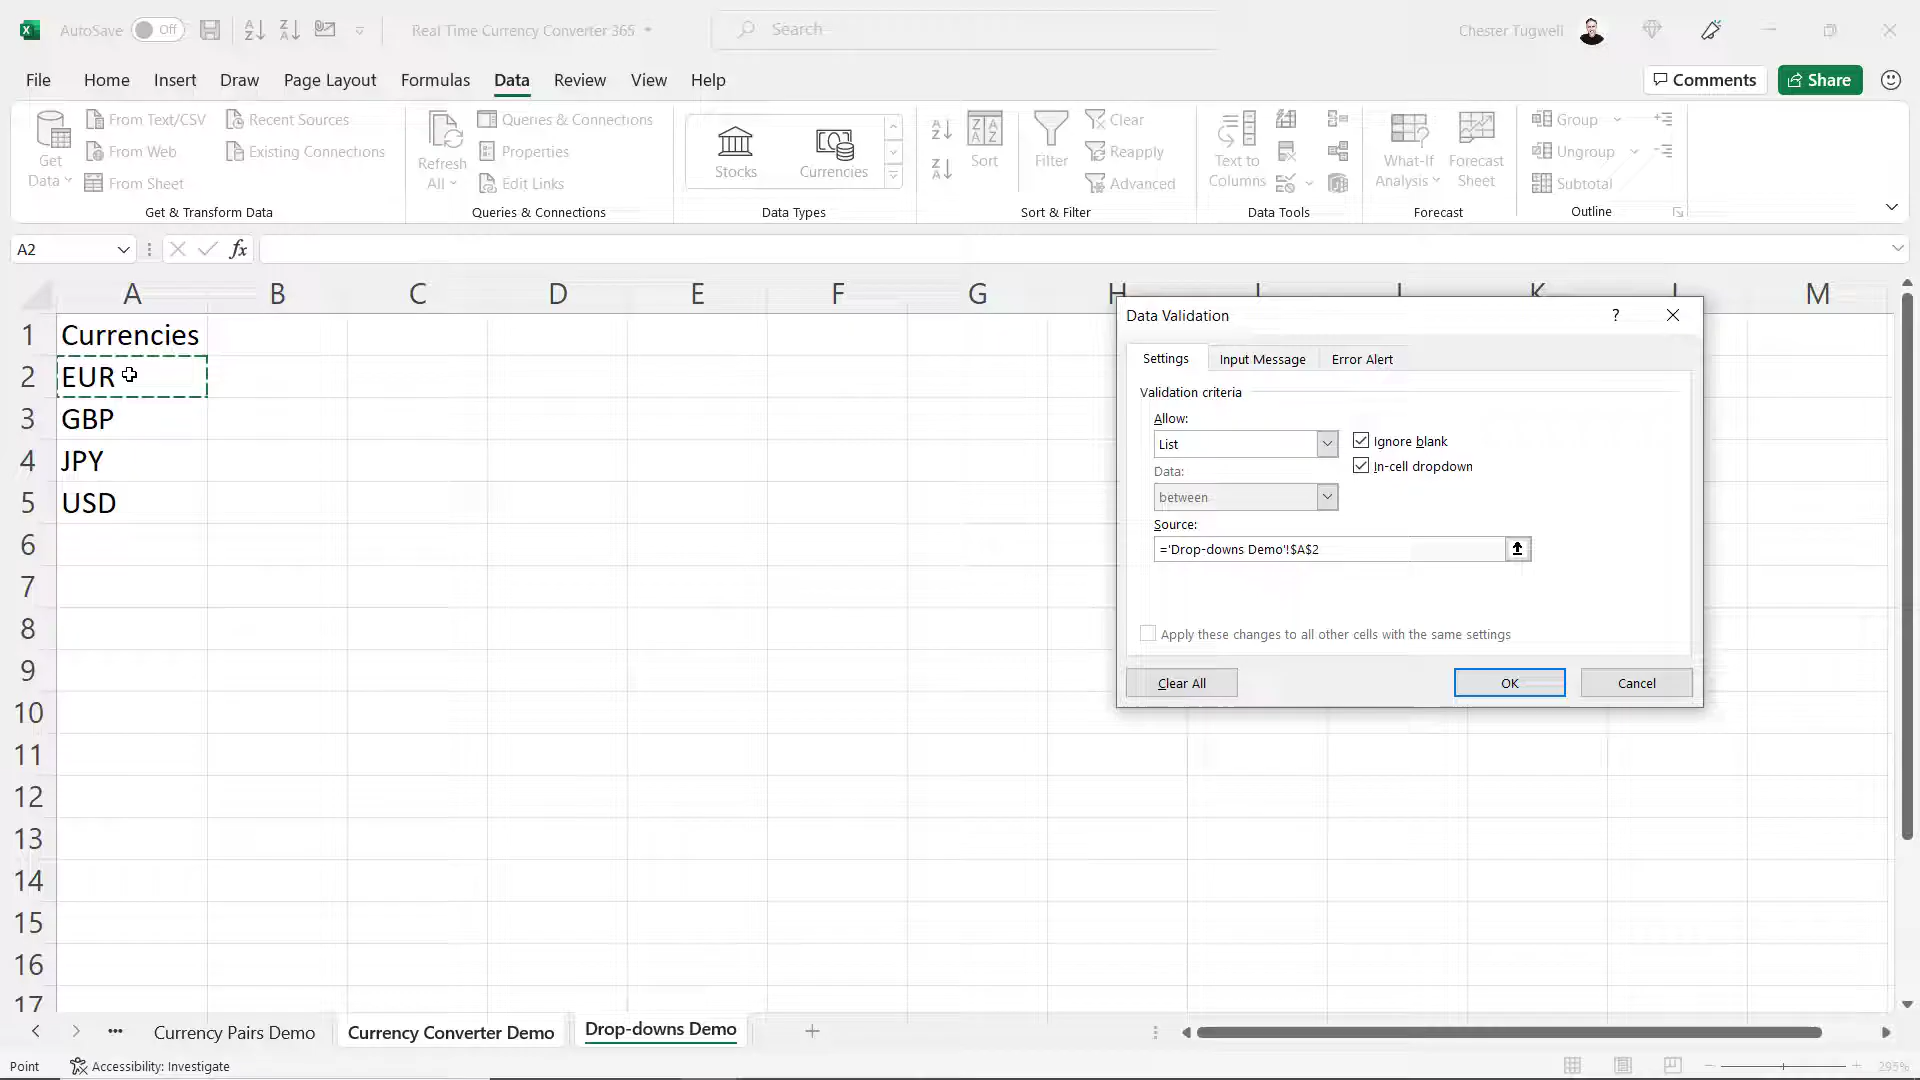 AutoSave Off Real Time Currency Converter 365 Search Chester Tugwell
File Home Insert Draw Page Layout Formulas Data Review View Help Comments Share
Get Data
From Text/CSV
From Web
From Sheet
Recent Sources
Existing Connections
Get & Transform Data
Refresh All
Queries & Connections
Properties
Edit Links
Queries & Connections
Stocks
Currencies
Data Types
Sort
Filter
Clear
Reapply
Advanced
Sort & Filter
Text to Columns
Data Tools
What-If Analysis
Forecast Sheet
Forecast
Group
Ungroup
Subtotal
Outline
A2 fx
A B C D E F G H I J K L M
1 Currencies
2 EUR
3 GBP
4 JPY
5 USD
6
7
8
9
10
11
12
13
14
15
16
17
Data Validation ?
Settings Input Message Error Alert
Validation criteria
Allow:
List
Ignore blank
In-cell dropdown
Data:
between
Source:
='Drop-downs Demo'!$A$2
Apply these changes to all other cells with the same settings
Clear All OK Cancel
Currency Pairs Demo Currency Converter Demo Drop-downs Demo
Point Accessibility: Investigate 295%